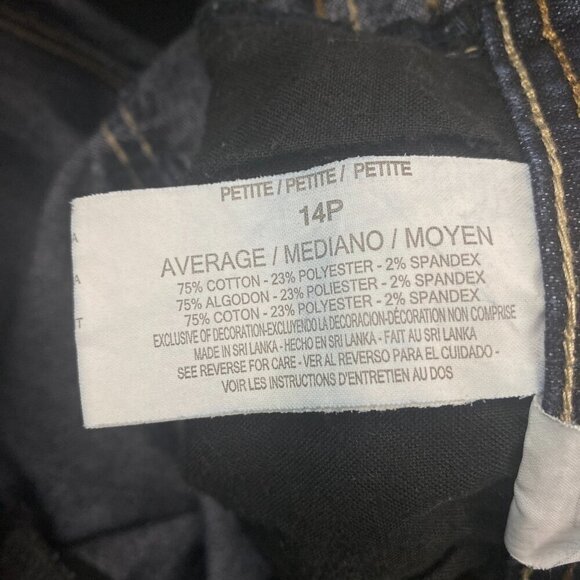 PETITE / PETITE / PETITE
14P
AVERAGE / MEDIANO / MOYEN
75% COTTON - 23% POLYESTER - 2% SPANDEX
75% ALGODON - 23% POLIESTER - 2% SPANDEX
75% COTON - 23% POLYESTER - 2% SPANDEX
EXCLUSIVE OF DECORATION-EXCLUYENDO LA DECORACION-DÉCORATION NON COMPRISE
MADE IN SRI LANKA - HECHO EN SRI LANKA - FAIT AU SRI LANKA
SEE REVERSE FOR CARE - VER AL REVERSO PARA EL CUIDADO -
VOIR LES INSTRUCTIONS D'ENTRETIEN AU DOS